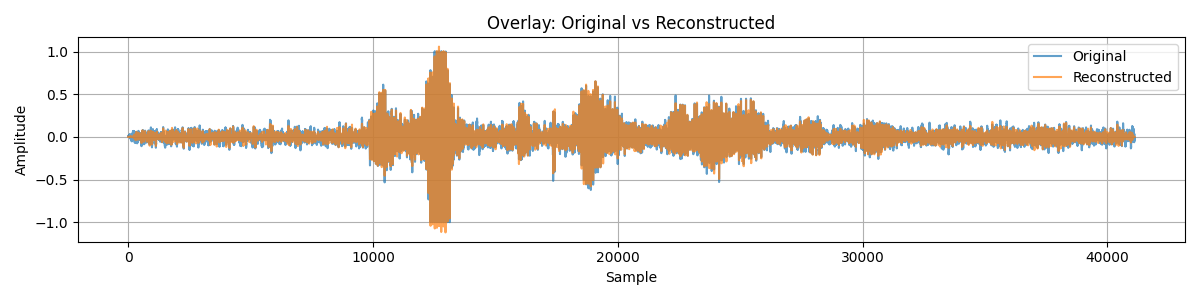 Overlay: Original vs Reconstructed
Original
Reconstructed
Amplitude
1.0
0.5
0.0
−0.5
−1.0
0 10000 20000 30000 40000
Sample